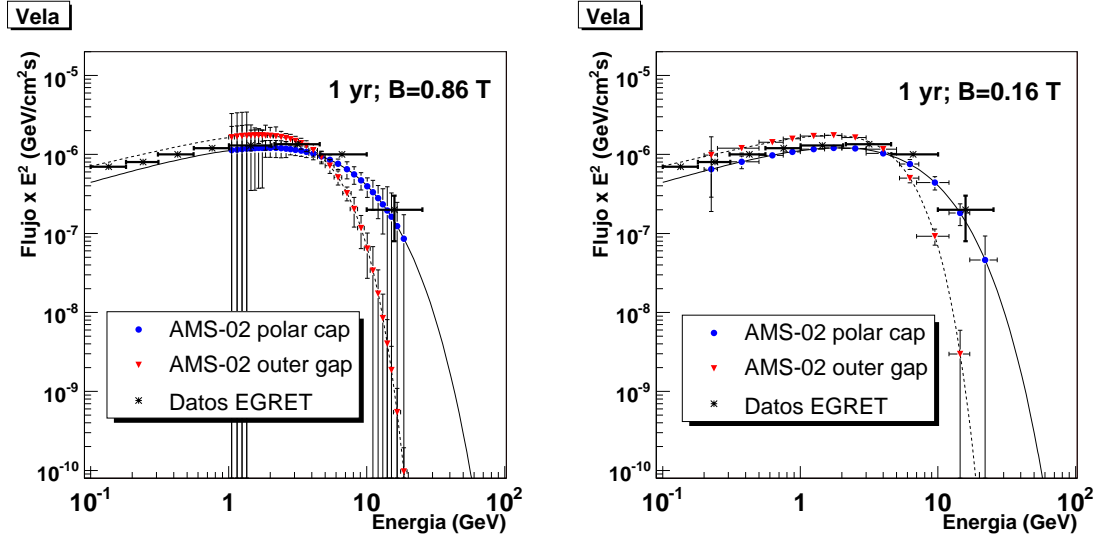 Vela
1 yr; B=0.86 T
Flujo x E² (GeV/cm²s)
10⁻⁵
10⁻⁶
10⁻⁷
10⁻⁸
10⁻⁹
10⁻¹⁰
AMS-02 polar cap
AMS-02 outer gap
Datos EGRET
10⁻¹ 1 10 10²
Energia (GeV)
Vela
1 yr; B=0.16 T
Flujo x E² (GeV/cm²s)
10⁻⁵
10⁻⁶
10⁻⁷
10⁻⁸
10⁻⁹
10⁻¹⁰
AMS-02 polar cap
AMS-02 outer gap
Datos EGRET
10⁻¹ 1 10 10²
Energia (GeV)